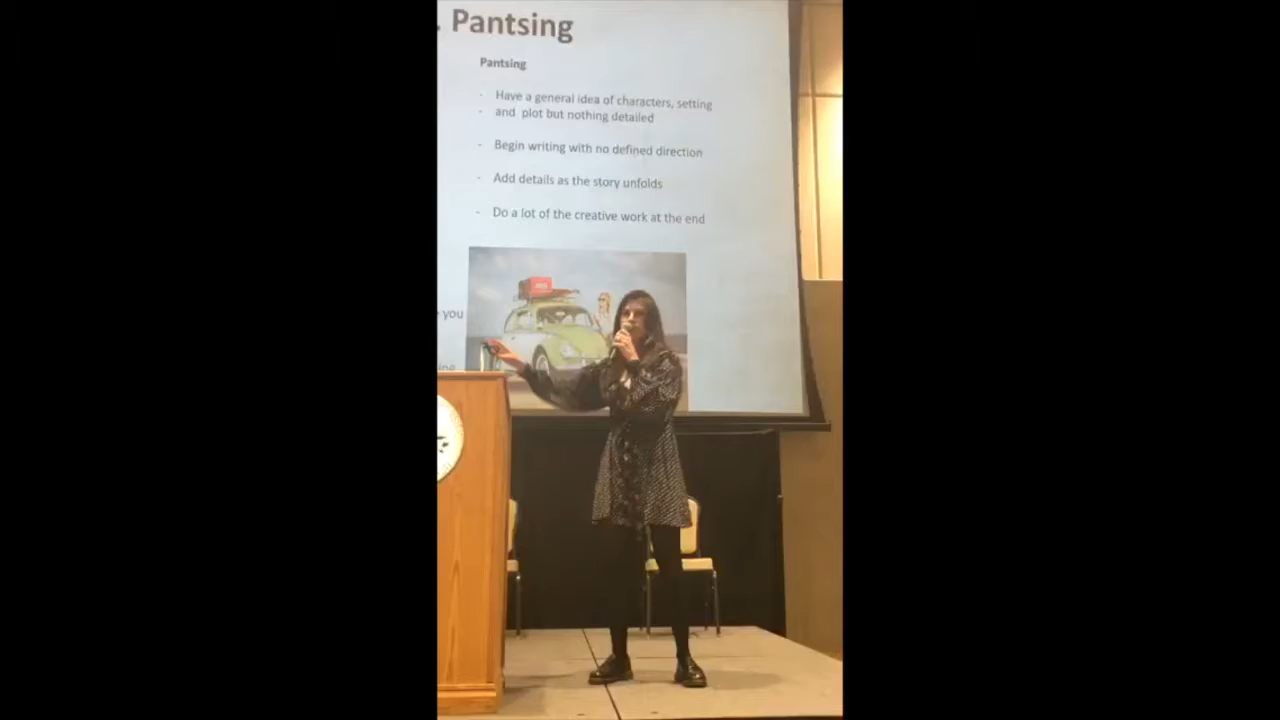 . Pantsing
Pantsing
- Have a general idea of characters, setting
- and plot but nothing detailed
- Begin writing with no defined direction
- Add details as the story unfolds
- Do a lot of the creative work at the end
you